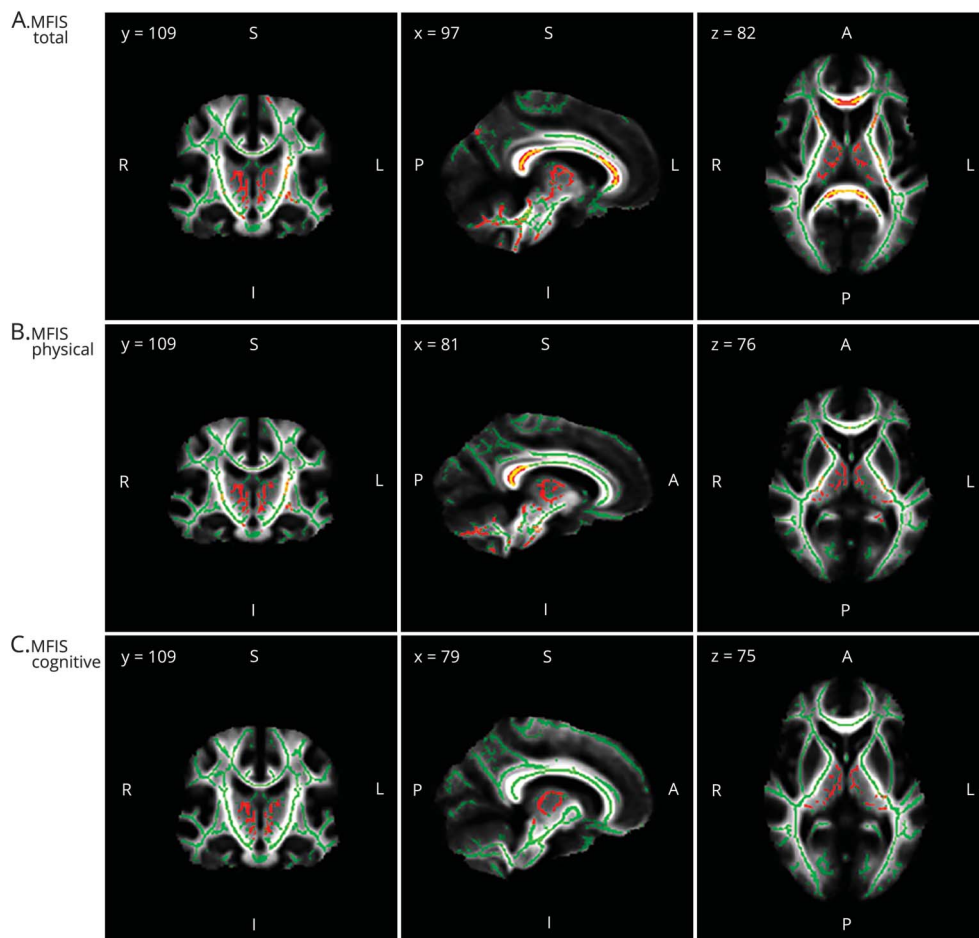 A.MFIS
total
y = 109
S
R
L
I
x = 97
S
P
L
I
z = 82
A
R
L
P
B.MFIS
physical
y = 109
S
R
L
I
x = 81
S
P
A
I
z = 76
A
R
L
P
C.MFIS
cognitive
y = 109
S
R
L
I
x = 79
S
P
A
I
z = 75
A
R
L
P